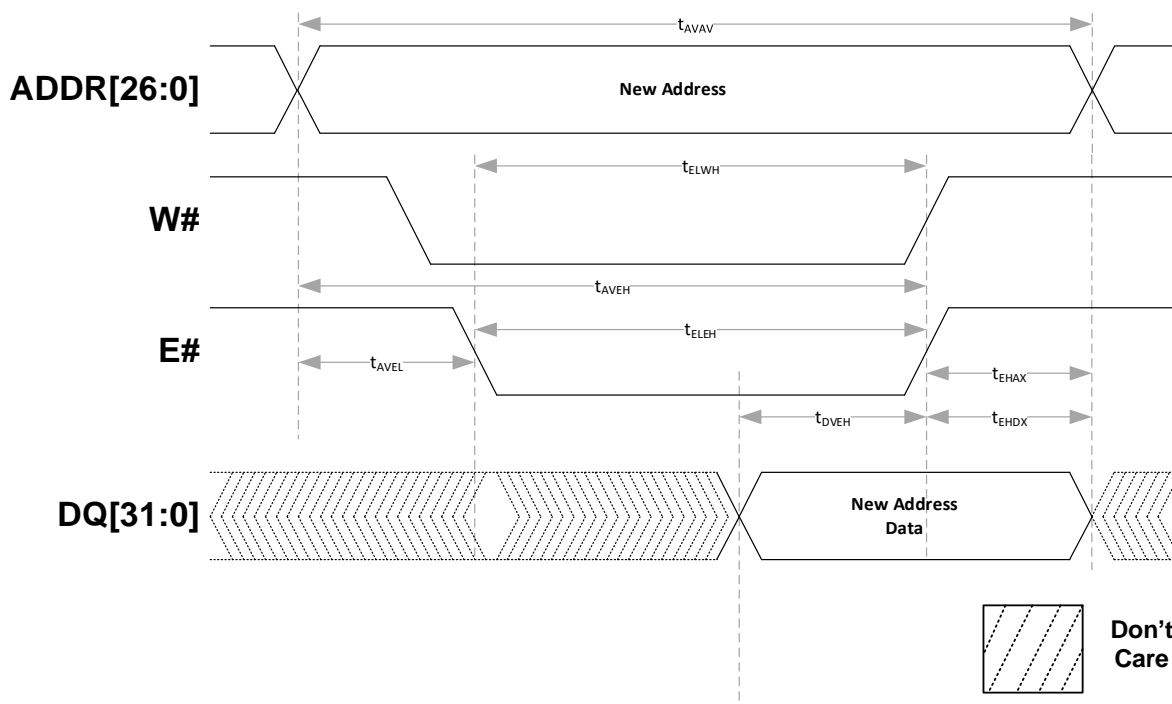 tAVAV
ADDR[26:0]
New Address
tELWH
W#
tAVEH
tELEH
E#
tAVEL
tEHAX
tDVEH
tEHDX
DQ[31:0]
New Address
Data
Don't
Care